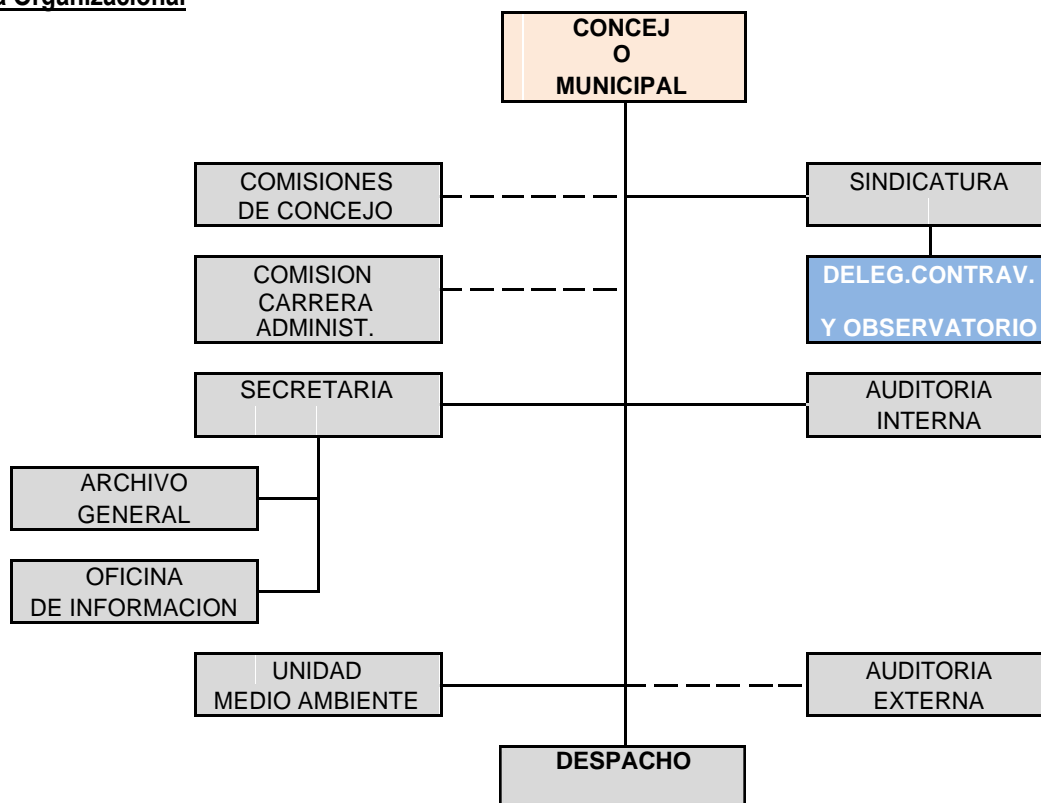 Organizacional
CONCEJ
O
MUNICIPAL
COMISIONES
DE CONCEJO
SINDICATURA
COMISION
CARRERA
ADMINIST.
DELEG.CONTRAV.
Y OBSERVATORIO
SECRETARIA
AUDITORIA
INTERNA
ARCHIVO
GENERAL
OFICINA
DE INFORMACION
UNIDAD
MEDIO AMBIENTE
AUDITORIA
EXTERNA
DESPACHO